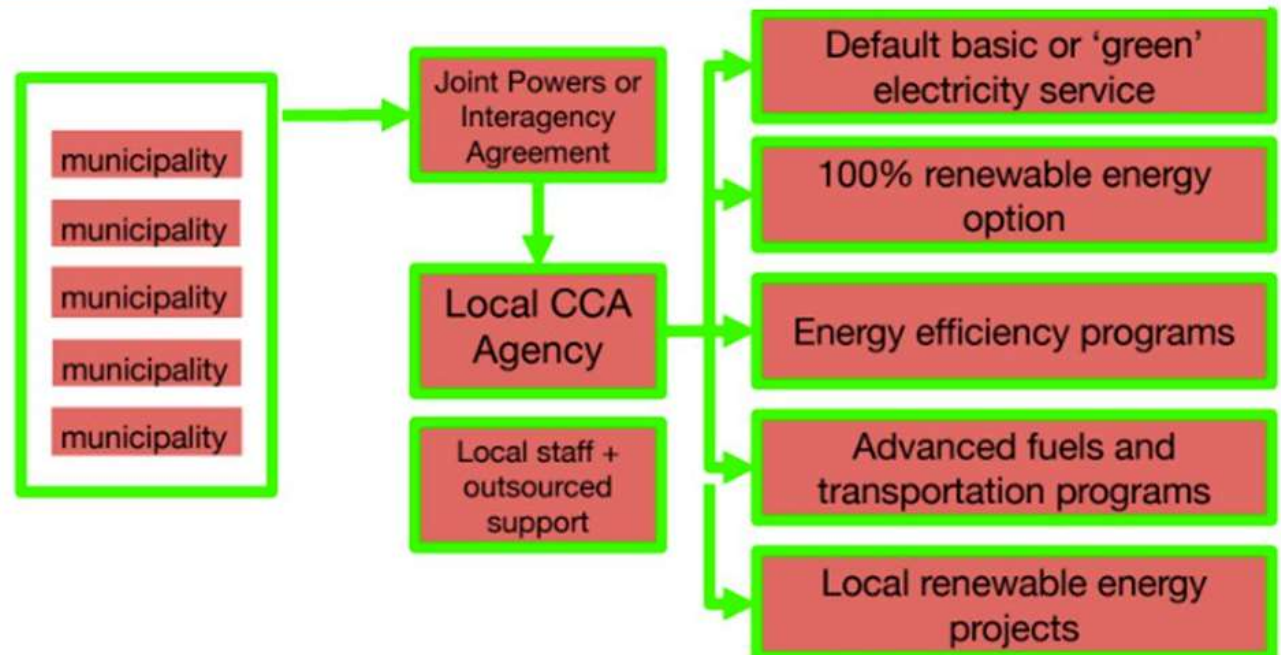 municipality
municipality
municipality
municipality
municipality
Joint Powers or
Interagency
Agreement
Local CCA
Agency
Local staff +
outsourced
support
Default basic or ‘green’
electricity service
100% renewable energy
option
Energy efficiency programs
Advanced fuels and
transportation programs
Local renewable energy
projects